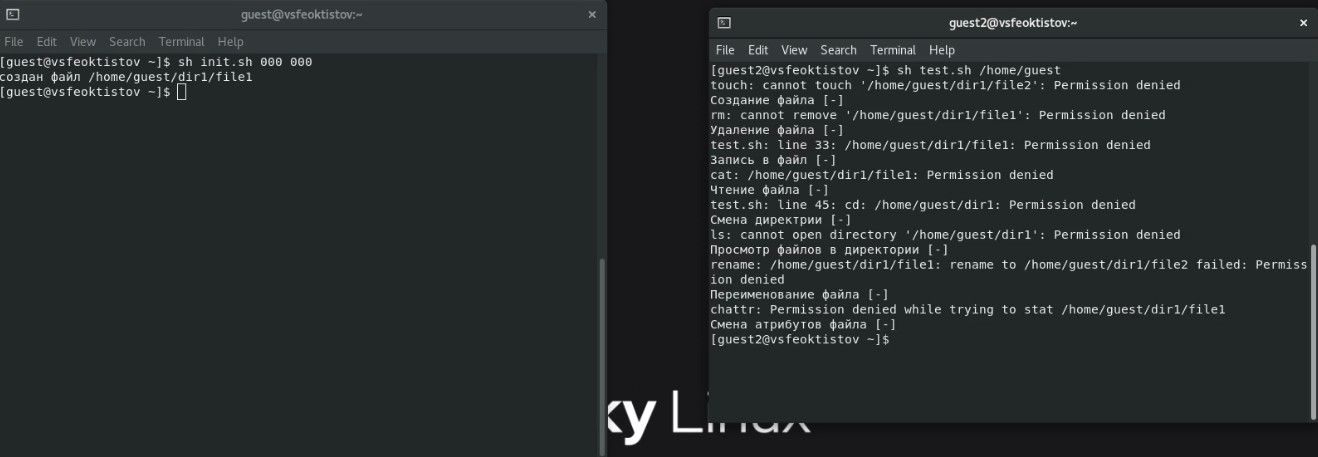 guest@vsfeoktistov:~
File Edit View Search Terminal Help
[guest@vsfeoktistov ~]$ sh init.sh 000 000
создан файл /home/guest/dir1/file1
[guest@vsfeoktistov ~]$
guest2@vsfeoktistov:~
File Edit View Search Terminal Help
[guest2@vsfeoktistov ~]$ sh test.sh /home/guest
touch: cannot touch '/home/guest/dir1/file2': Permission denied
Создание файла [-]
rm: cannot remove '/home/guest/dir1/file1': Permission denied
Удаление файла [-]
test.sh: line 33: /home/guest/dir1/file1: Permission denied
Запись в файл [-]
cat: /home/guest/dir1/file1: Permission denied
Чтение файла [-]
test.sh: line 45: cd: /home/guest/dir1: Permission denied
Смена директрии [-]
ls: cannot open directory '/home/guest/dir1': Permission denied
Просмотр файлов в директории [-]
rename: /home/guest/dir1/file1: rename to /home/guest/dir1/file2 failed: Permiss
ion denied
Переименование файла [-]
chattr: Permission denied while trying to stat /home/guest/dir1/file1
Смена атрибутов файла [-]
[guest2@vsfeoktistov ~]$
ky Linux